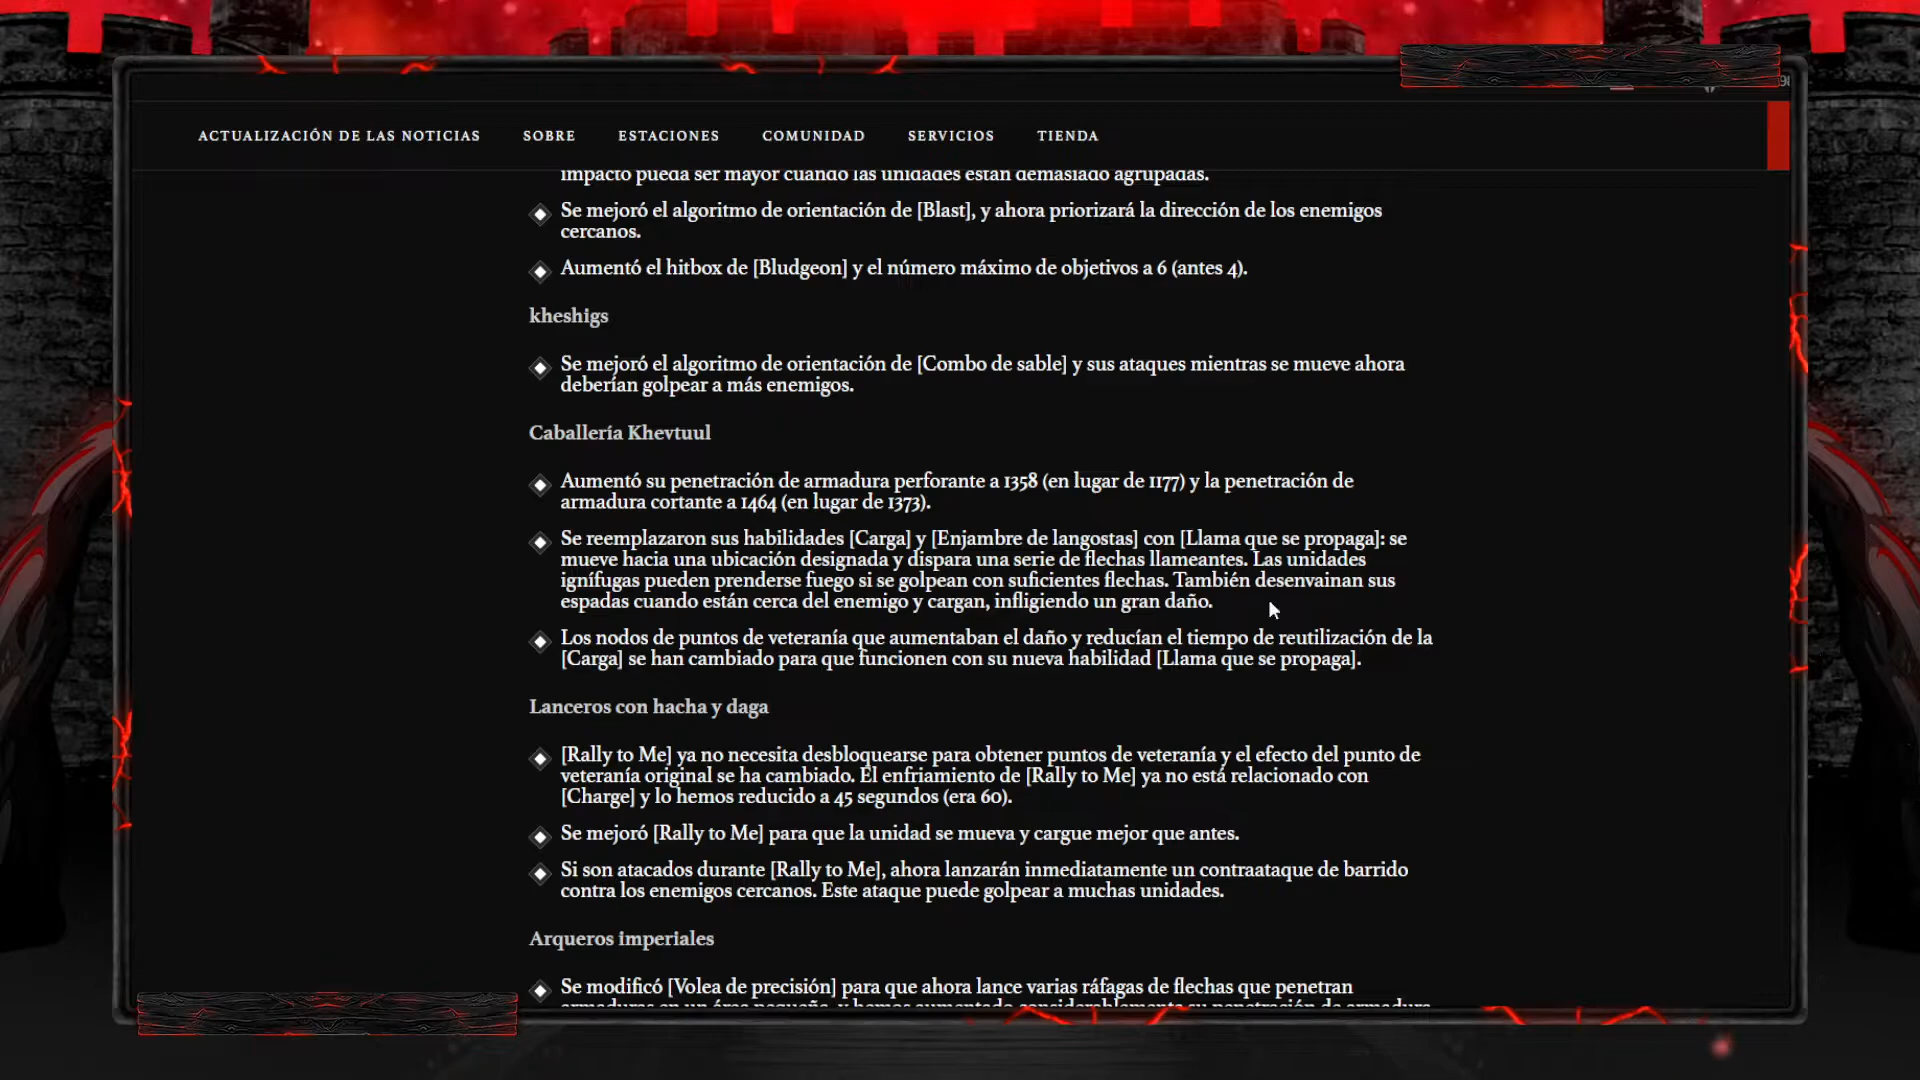 ACTUALIZACIÓN DE LAS NOTICIAS SOBRE ESTACIONES COMUNIDAD SERVICIOS TIENDA
impacto pueda ser mayor cuando las unidades están demasiado agrupadas.
Se mejoró el algoritmo de orientación de [Blast], y ahora priorizará la dirección de los enemigos
cercanos.
Aumentó el hitbox de [Bludgeon] y el número máximo de objetivos a 6 (antes 4).
kheshigs
Se mejoró el algoritmo de orientación de [Combo de sable] y sus ataques mientras se mueve ahora
deberían golpear a más enemigos.
Caballería Khevtuul
Aumentó su penetración de armadura perforante a 1358 (en lugar de 1177) y la penetración de
armadura cortante a 1464 (en lugar de 1373).
Se reemplazaron sus habilidades [Carga] y [Enjambre de langostas] con [Llama que se propaga]: se
mueve hacia una ubicación designada y dispara una serie de flechas llameantes. Las unidades
ignífugas pueden prenderse fuego si se golpean con suficientes flechas. También desenvainan sus
espadas cuando están cerca del enemigo y cargan, infligiendo un gran daño.
Los nodos de puntos de veteranía que aumentaban el daño y reducían el tiempo de reutilización de la
[Carga] se han cambiado para que funcionen con su nueva habilidad [Llama que se propaga].
Lanceros con hacha y daga
[Rally to Me] ya no necesita desbloquearse para obtener puntos de veteranía y el efecto del punto de
veteranía original se ha cambiado. El enfriamiento de [Rally to Me] ya no está relacionado con
[Charge] y lo hemos reducido a 45 segundos (era 60).
Se mejoró [Rally to Me] para que la unidad se mueva y cargue mejor que antes.
Si son atacados durante [Rally to Me], ahora lanzarán inmediatamente un contraataque de barrido
contra los enemigos cercanos. Este ataque puede golpear a muchas unidades.
Arqueros imperiales
Se modificó [Volea de precisión] para que ahora lance varias ráfagas de flechas que penetran
armaduras en un área pequeña, y hemos aumentado considerablemente su penetración de armadura